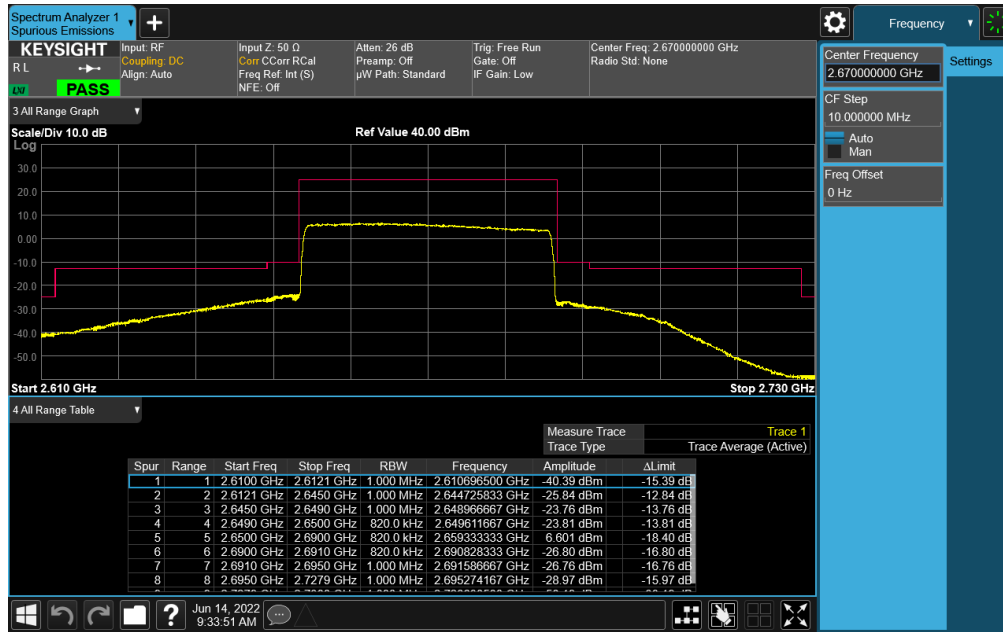 Spectrum Analyzer 1
Spurious Emissions
Frequency
KEYSIGHT
R L
LXI
PASS
Input: RF
Coupling: DC
Align: Auto
Input Z: 50 Ω
Corr CCorr RCal
Freq Ref: Int (S)
NFE: Off
Atten: 26 dB
Preamp: Off
µW Path: Standard
Trig: Free Run
Gate: Off
IF Gain: Low
Center Freq: 2.670000000 GHz
Radio Std: None
Center Frequency
2.670000000 GHz
Settings
CF Step
10.000000 MHz
Auto
Man
Freq Offset
0 Hz
3 All Range Graph
Scale/Div 10.0 dB
Ref Value 40.00 dBm
Log
30.0
20.0
10.0
0.00
-10.0
-20.0
-30.0
-40.0
-50.0
Start 2.610 GHz
Stop 2.730 GHz
4 All Range Table
Measure Trace Trace 1
Trace Type Trace Average (Active)
Spur Range Start Freq Stop Freq RBW Frequency Amplitude ΔLimit
1 1 2.6100 GHz 2.6121 GHz 1.000 MHz 2.610696500 GHz -40.39 dBm -15.39 dB
2 2 2.6121 GHz 2.6450 GHz 1.000 MHz 2.644725833 GHz -25.84 dBm -12.84 dB
3 3 2.6450 GHz 2.6490 GHz 1.000 MHz 2.648966667 GHz -23.76 dBm -13.76 dB
4 4 2.6490 GHz 2.6500 GHz 820.0 kHz 2.649611667 GHz -23.81 dBm -13.81 dB
5 5 2.6500 GHz 2.6900 GHz 820.0 kHz 2.659333333 GHz 6.601 dBm -18.40 dB
6 6 2.6900 GHz 2.6910 GHz 820.0 kHz 2.690828333 GHz -26.80 dBm -16.80 dB
7 7 2.6910 GHz 2.6950 GHz 1.000 MHz 2.691586667 GHz -26.76 dBm -16.76 dB
8 8 2.6950 GHz 2.7279 GHz 1.000 MHz 2.695274167 GHz -28.97 dBm -15.97 dB
?
Jun 14, 2022
9:33:51 AM